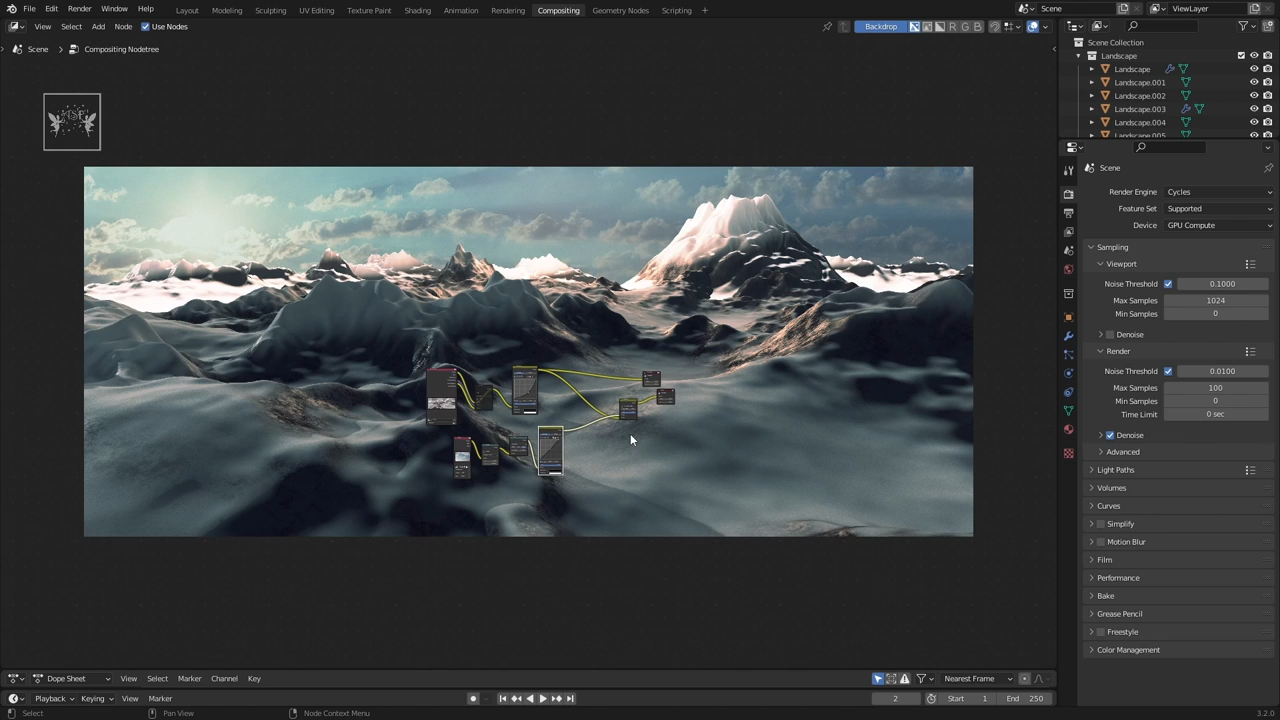 File Edit Render Window Help
Layout Modeling Sculpting UV Editing Texture Paint Shading Animation Rendering Compositing Geometry Nodes Scripting +
Scene
ViewLayer
View Select Add Node Use Nodes
Backdrop
R G B
Scene > Compositing Nodetree
Scene Collection
Landscape
Landscape
Landscape.001
Landscape.002
Landscape.003
Landscape.004
Landscape.005
Scene
Render Engine Cycles
Feature Set Supported
Device GPU Compute
Sampling
Viewport
Noise Threshold 0.1000
Max Samples 1024
Min Samples 0
Denoise
Render
Noise Threshold 0.0100
Max Samples 100
Min Samples 0
Time Limit 0 sec
Denoise
Advanced
Light Paths
Volumes
Curves
Simplify
Motion Blur
Film
Performance
Bake
Grease Pencil
Freestyle
Color Management
Dope Sheet View Select Marker Channel Key
Nearest Frame
Playback Keying View Marker
2
Start 1 End 250
Select Pan View Node Context Menu
3.2.0